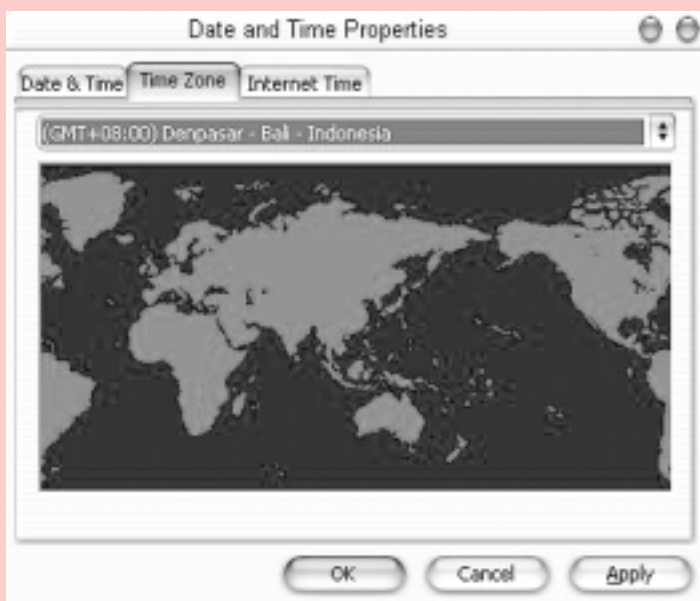 Date and Time Properties
Date & Time
Time Zone
Internet Time
(GMT+08:00) Denpasar - Bali - Indonesia
OK
Cancel
Apply